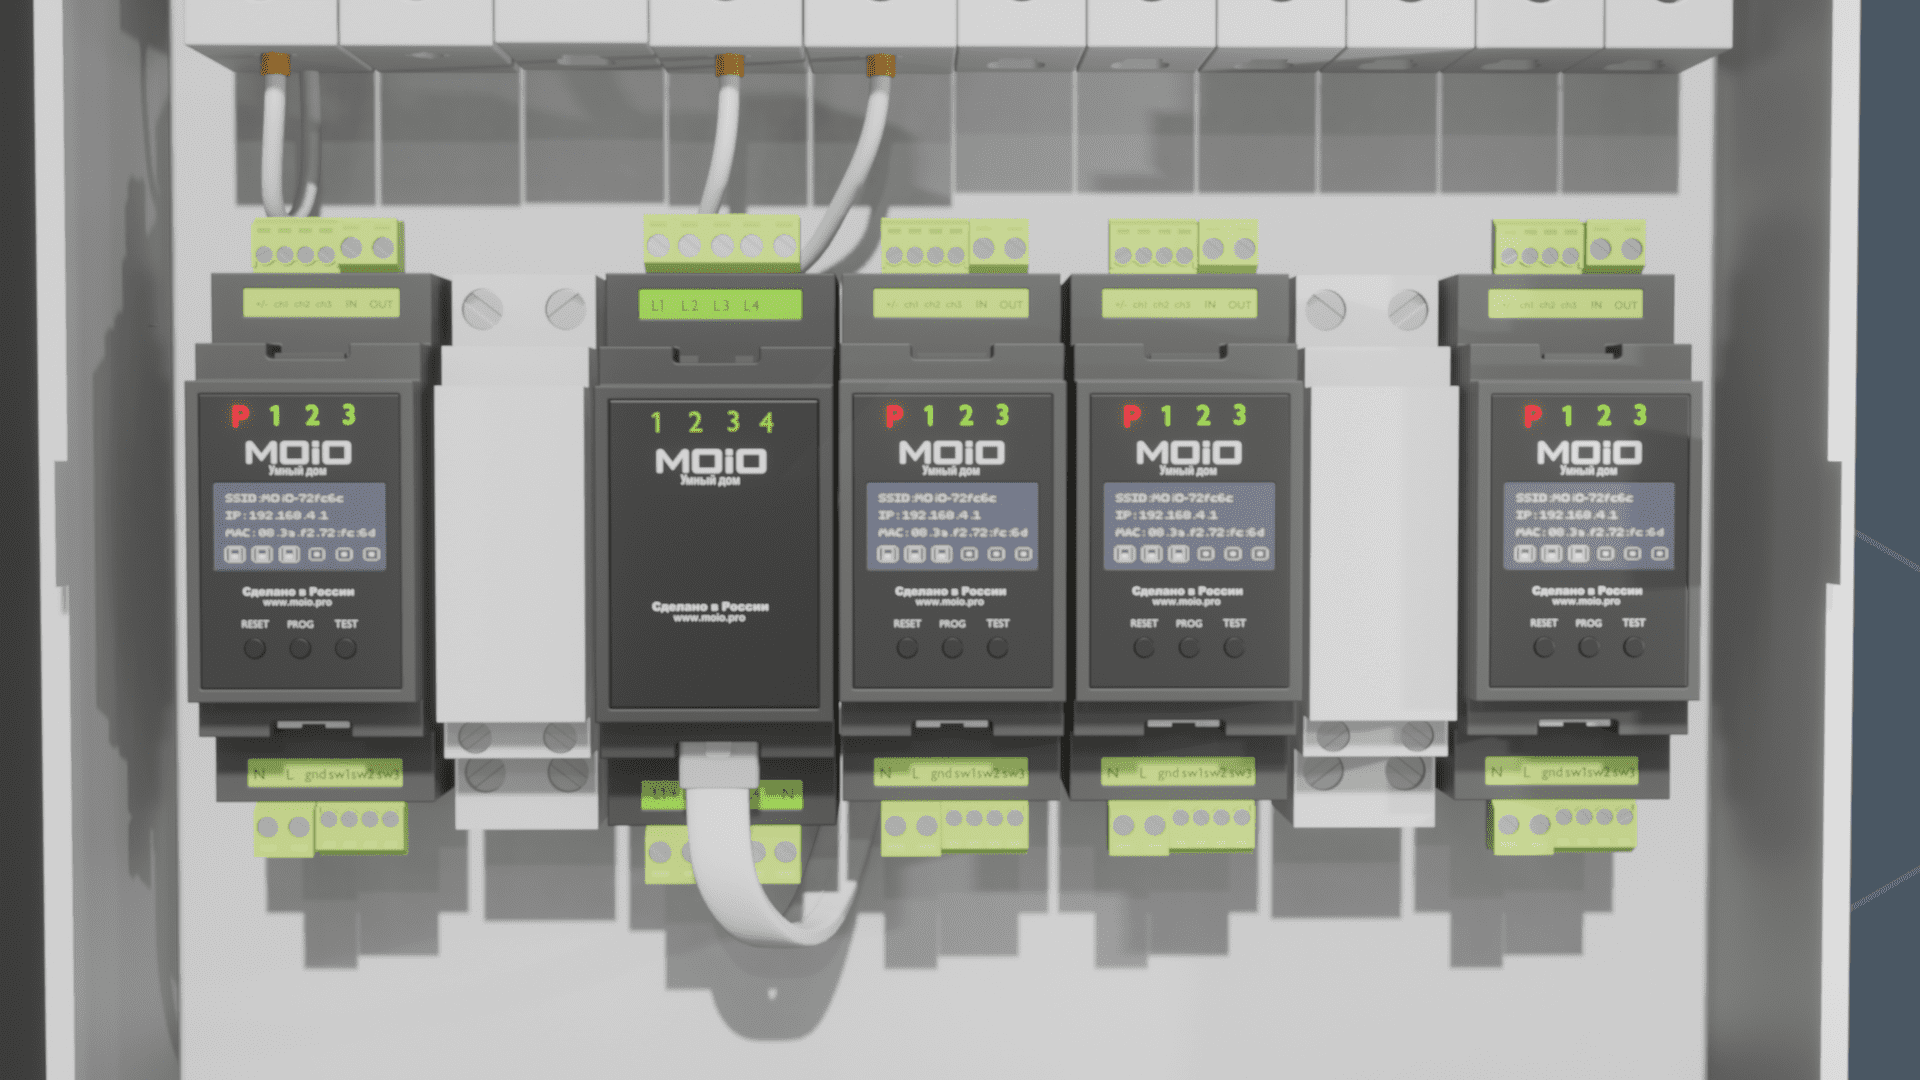 +/- ch1 ch2 ch3 IN OUT
P 1 2 3
MOiO
Умный дом
SSID:MOiO-72fc6c
IP:192.168.4.1
MAC:08.3a.f2.72:fc:6d
Сделано в России
www.moio.pro
RESET PROG TEST
N L gnd sw1 sw2 sw3
L1 L2 L3 L4
1 2 3 4
MOiO
Умный дом
Сделано в России
www.moio.pro
N
+/- ch1 ch2 ch3 IN OUT
P 1 2 3
MOiO
Умный дом
SSID:MOiO-72fc6c
IP:192.168.4.1
MAC:08.3a.f2.72:fc:6d
Сделано в России
www.moio.pro
RESET PROG TEST
N L gnd sw1 sw2 sw3
+/- ch1 ch2 ch3 IN OUT
P 1 2 3
MOiO
Умный дом
SSID:MOiO-72fc6c
IP:192.168.4.1
MAC:08.3a.f2.72:fc:6d
Сделано в России
www.moio.pro
RESET PROG TEST
N L gnd sw1 sw2 sw3
ch1 ch2 ch3 IN OUT
P 1 2 3
MOiO
Умный дом
SSID:MOiO-72fc6c
IP:192.168.4.1
MAC:08.3a.f2.72:fc:6d
Сделано в России
www.moio.pro
RESET PROG TEST
N L gnd sw1 sw2 sw3